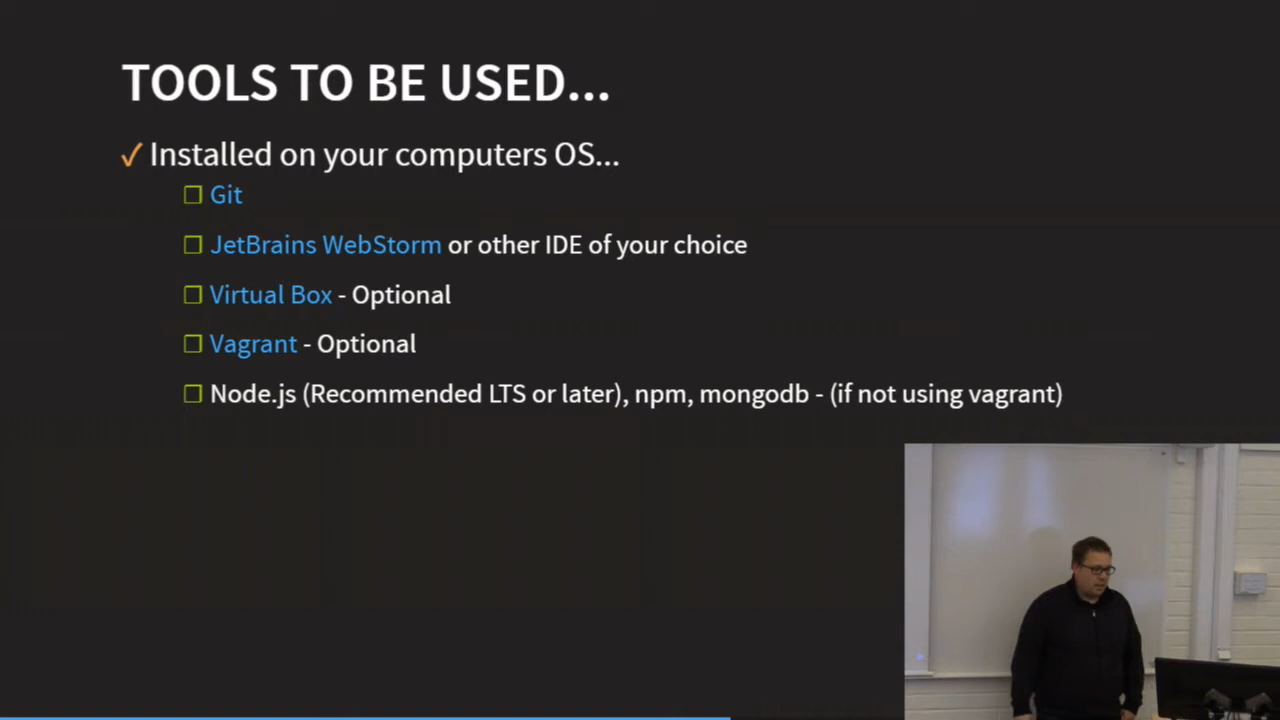 TOOLS TO BE USED...
✓ Installed on your computers OS...
❒ Git
❒ JetBrains WebStorm or other IDE of your choice
❒ Virtual Box - Optional
❒ Vagrant - Optional
❒ Node.js (Recommended LTS or later), npm, mongodb - (if not using vagrant)